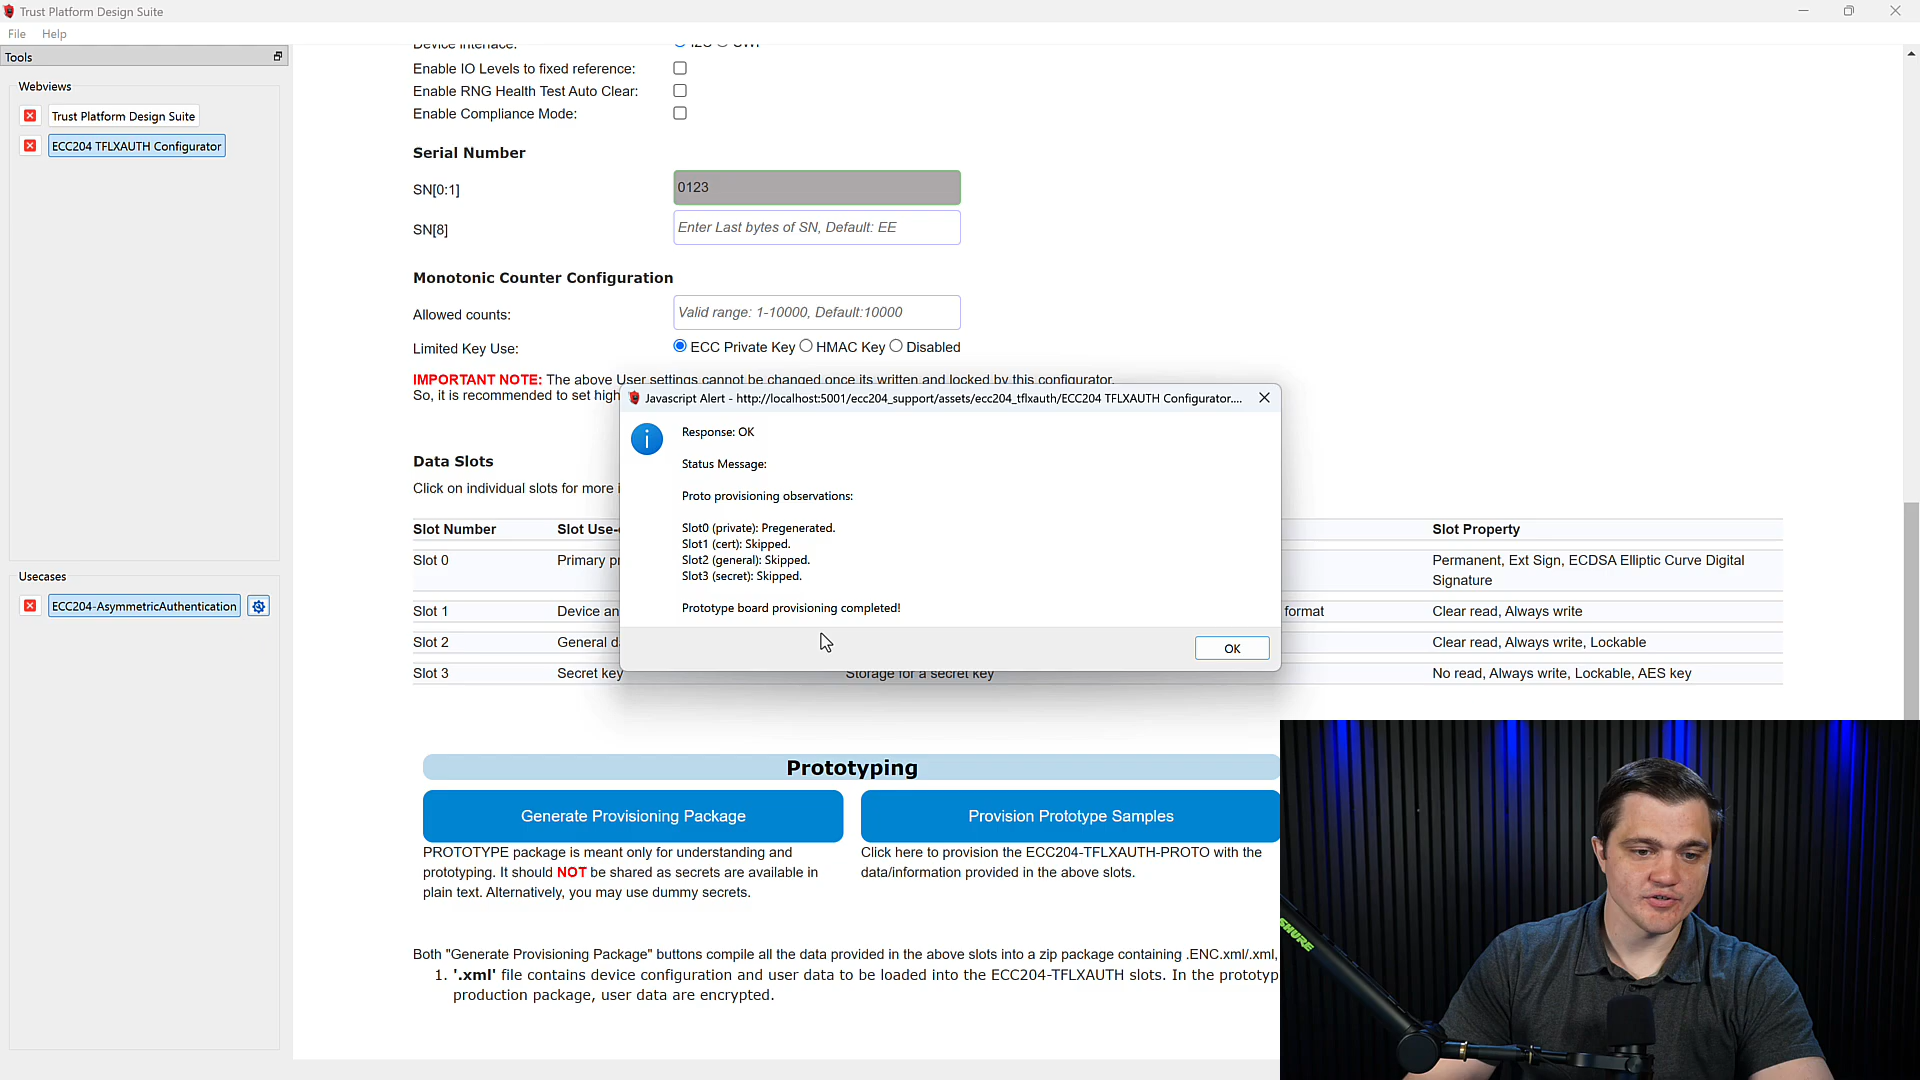 Trust Platform Design Suite
File Help
Tools
Webviews
Trust Platform Design Suite
ECC204 TFLXAUTH Configurator
Usecases
ECC204-AsymmetricAuthentication
Device Interface:
Enable IO Levels to fixed reference:
Enable RNG Health Test Auto Clear:
Enable Compliance Mode:
Serial Number
SN[0:1] 0123
SN[8] Enter Last bytes of SN, Default: EE
Monotonic Counter Configuration
Allowed counts: Valid range: 1-10000, Default:10000
Limited Key Use: ECC Private Key HMAC Key Disabled
IMPORTANT NOTE: The above User settings cannot be changed once its written and locked by this configurator.
So, it is recommended to set high
Javascript Alert - http://localhost:5001/ecc204_support/assets/ecc204_tflxauth/ECC204 TFLXAUTH Configurator....
Response: OK
Status Message:
Proto provisioning observations:
Slot0 (private): Pregenerated.
Slot1 (cert): Skipped.
Slot2 (general): Skipped.
Slot3 (secret): Skipped.
Prototype board provisioning completed!
OK
Data Slots
Click on individual slots for more i
Slot Number Slot Use- Slot Property
Slot 0 Primary p Permanent, Ext Sign, ECDSA Elliptic Curve Digital
Signature
Slot 1 Device an format Clear read, Always write
Slot 2 General d Clear read, Always write, Lockable
Slot 3 Secret key Storage for a secret key No read, Always write, Lockable, AES key
Prototyping
Generate Provisioning Package
Provision Prototype Samples
PROTOTYPE package is meant only for understanding and
prototyping. It should NOT be shared as secrets are available in
plain text. Alternatively, you may use dummy secrets.
Click here to provision the ECC204-TFLXAUTH-PROTO with the
data/information provided in the above slots.
Both "Generate Provisioning Package" buttons compile all the data provided in the above slots into a zip package containing .ENC.xml/.xml,
1. '.xml' file contains device configuration and user data to be loaded into the ECC204-TFLXAUTH slots. In the prototyp
production package, user data are encrypted.
SHURE